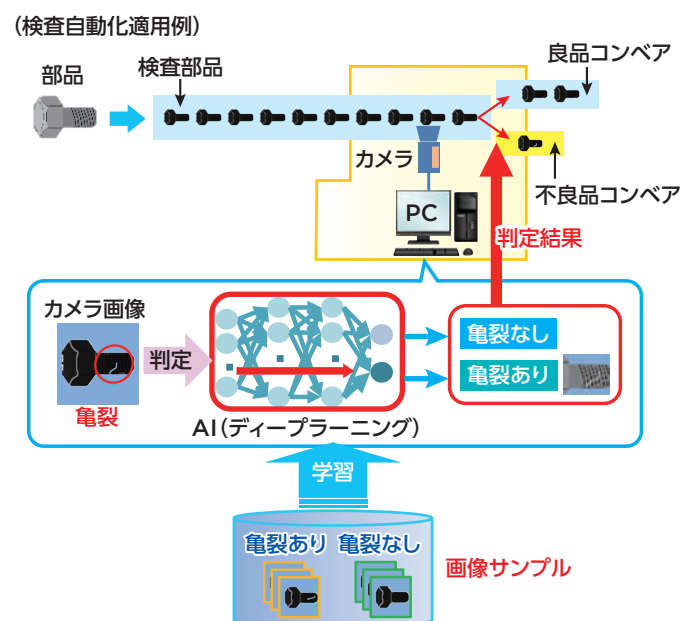 （検査自動化適用例）
部品
検査部品
良品コンベア
カメラ
不良品コンベア
PC
判定結果
カメラ画像
判定
亀裂
亀裂なし
亀裂あり
AI（ディープラーニング）
学習
亀裂あり 亀裂なし
画像サンプル